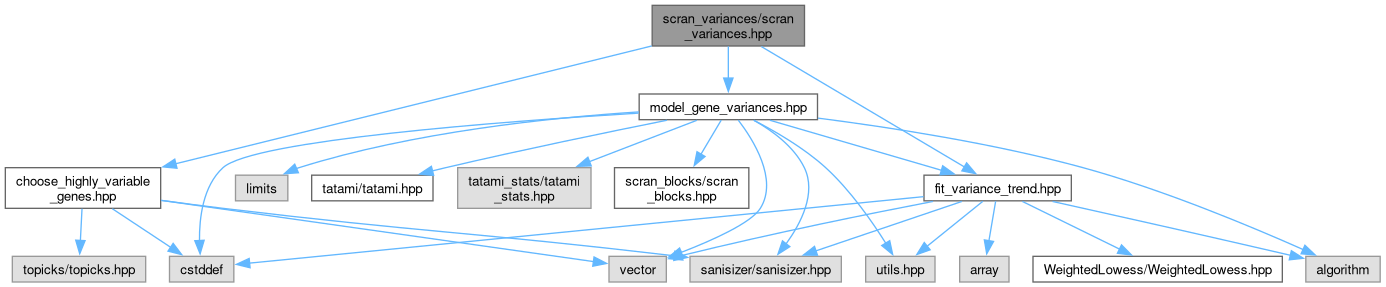 scran_variances/scran
_variances.hpp
model_gene_variances.hpp
choose_highly_variable
_genes.hpp
limits
tatami/tatami.hpp
tatami_stats/tatami
_stats.hpp
scran_blocks/scran
_blocks.hpp
fit_variance_trend.hpp
topicks/topicks.hpp
cstddef
vector
sanisizer/sanisizer.hpp
utils.hpp
array
WeightedLowess/WeightedLowess.hpp
algorithm